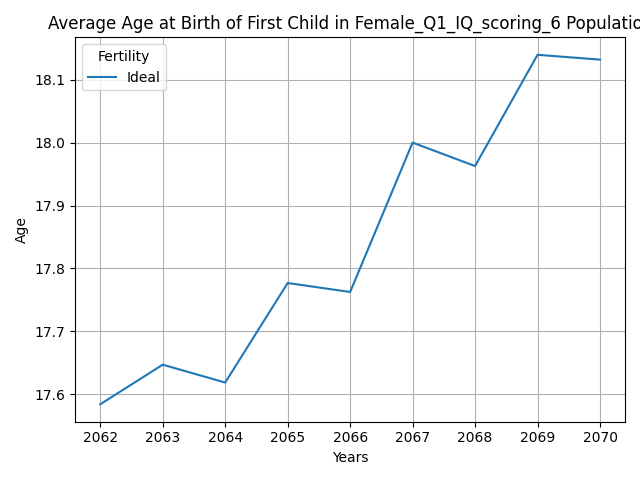 Average Age at Birth of First Child in Female_Q1_IQ_scoring_6 Populatio
Fertility
Ideal
18.1
18.0
17.9
17.8
17.7
17.6
Age
2062 2063 2064 2065 2066 2067 2068 2069 2070
Years